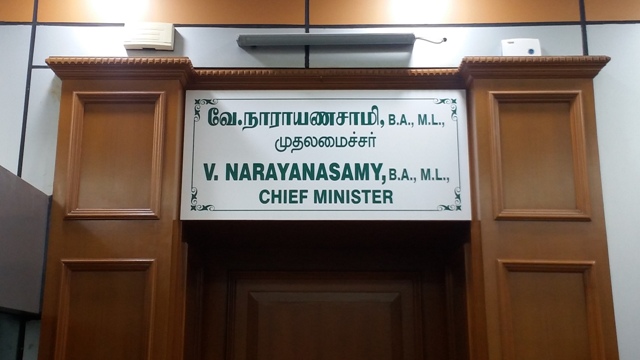 வே.நாராயணசாமி, B.A., M.L.,
முதலமைச்சர்
V. NARAYANASAMY, B.A., M.L.,
CHIEF MINISTER